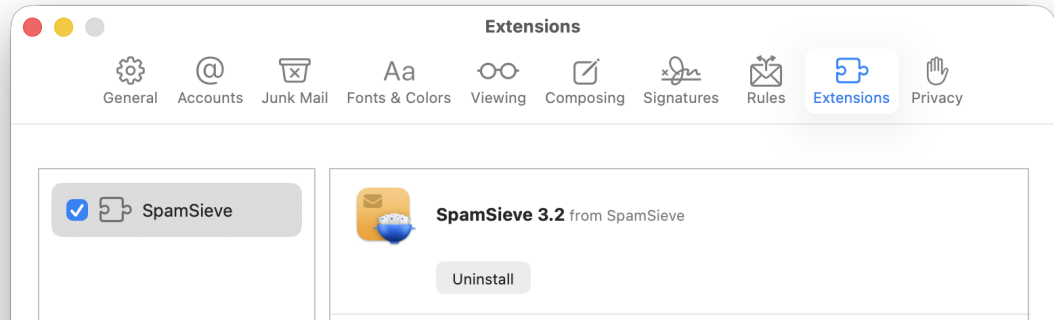 Extensions
General
Accounts
Aa
Junk Mail
Fonts & Colors
Viewing
Composing
Signatures
Rules
Extensions
Privacy
SpamSieve
SpamSieve 3.2 from SpamSieve
Uninstall